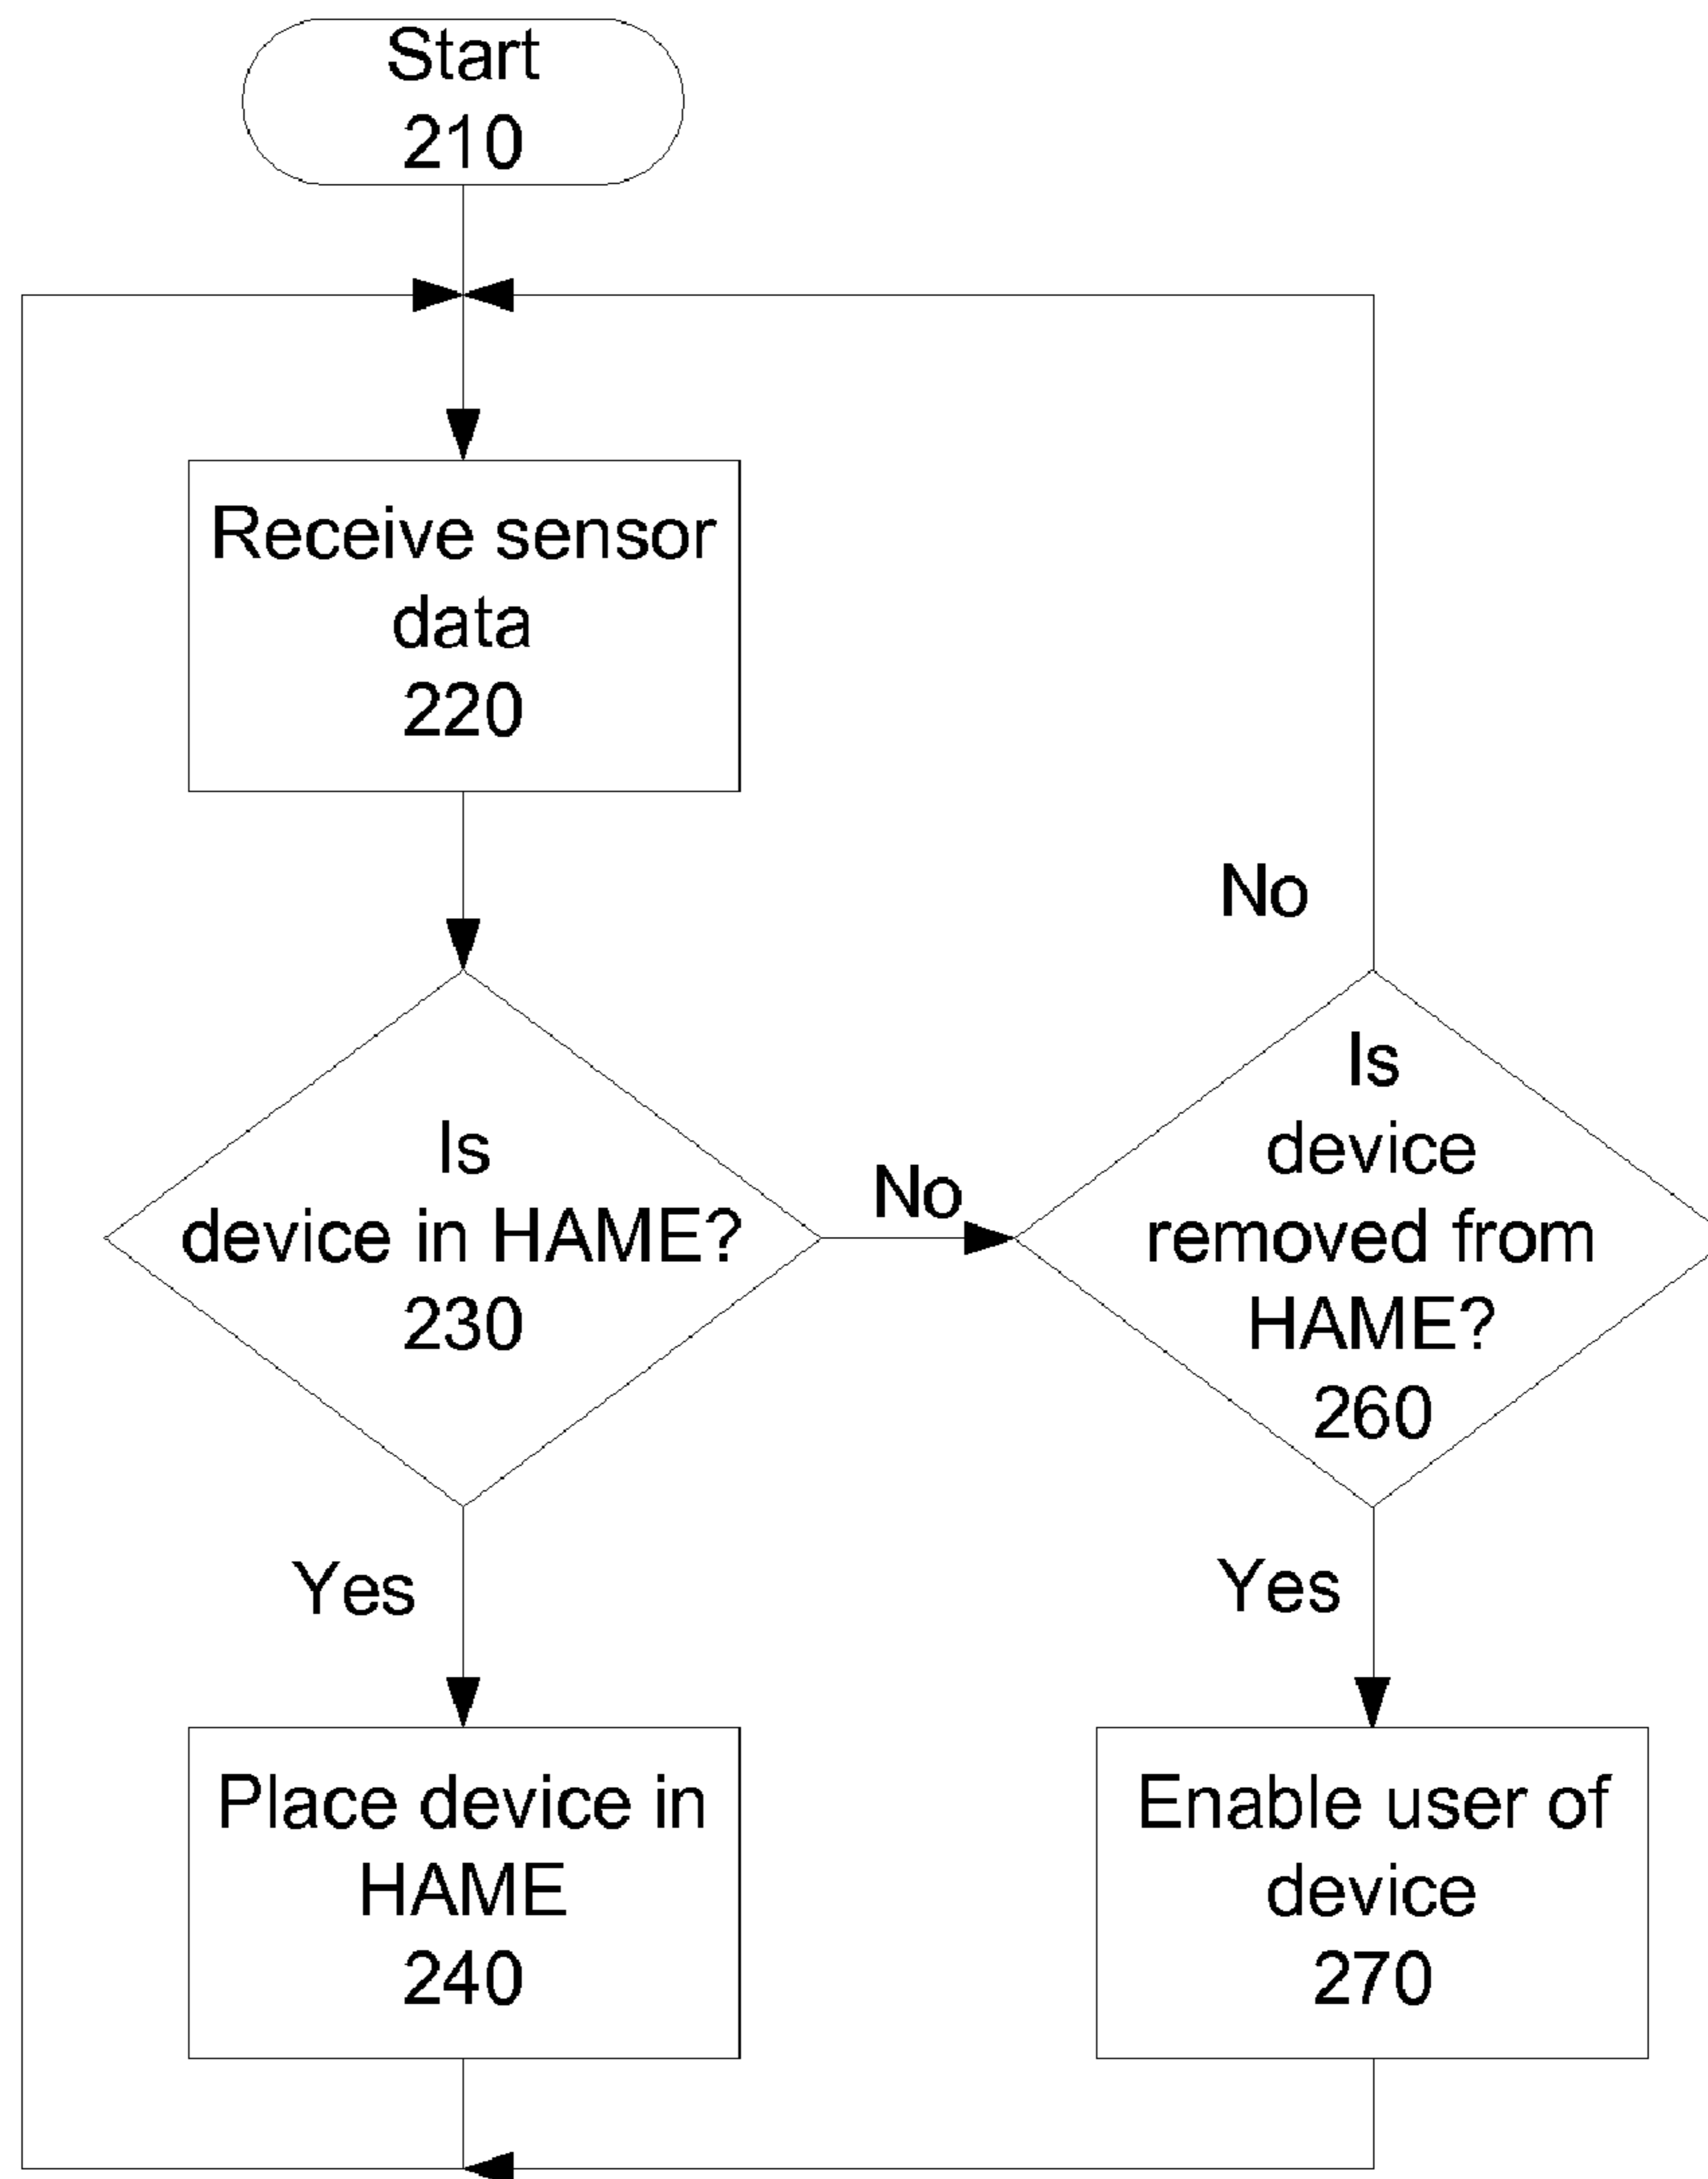 Start
210
Receive sensor
data
220
Is
device in HAME?
230
No
Yes
Place device in
HAME
240
No
Is
device
removed from
HAME?
260
Yes
Enable user of
device
270